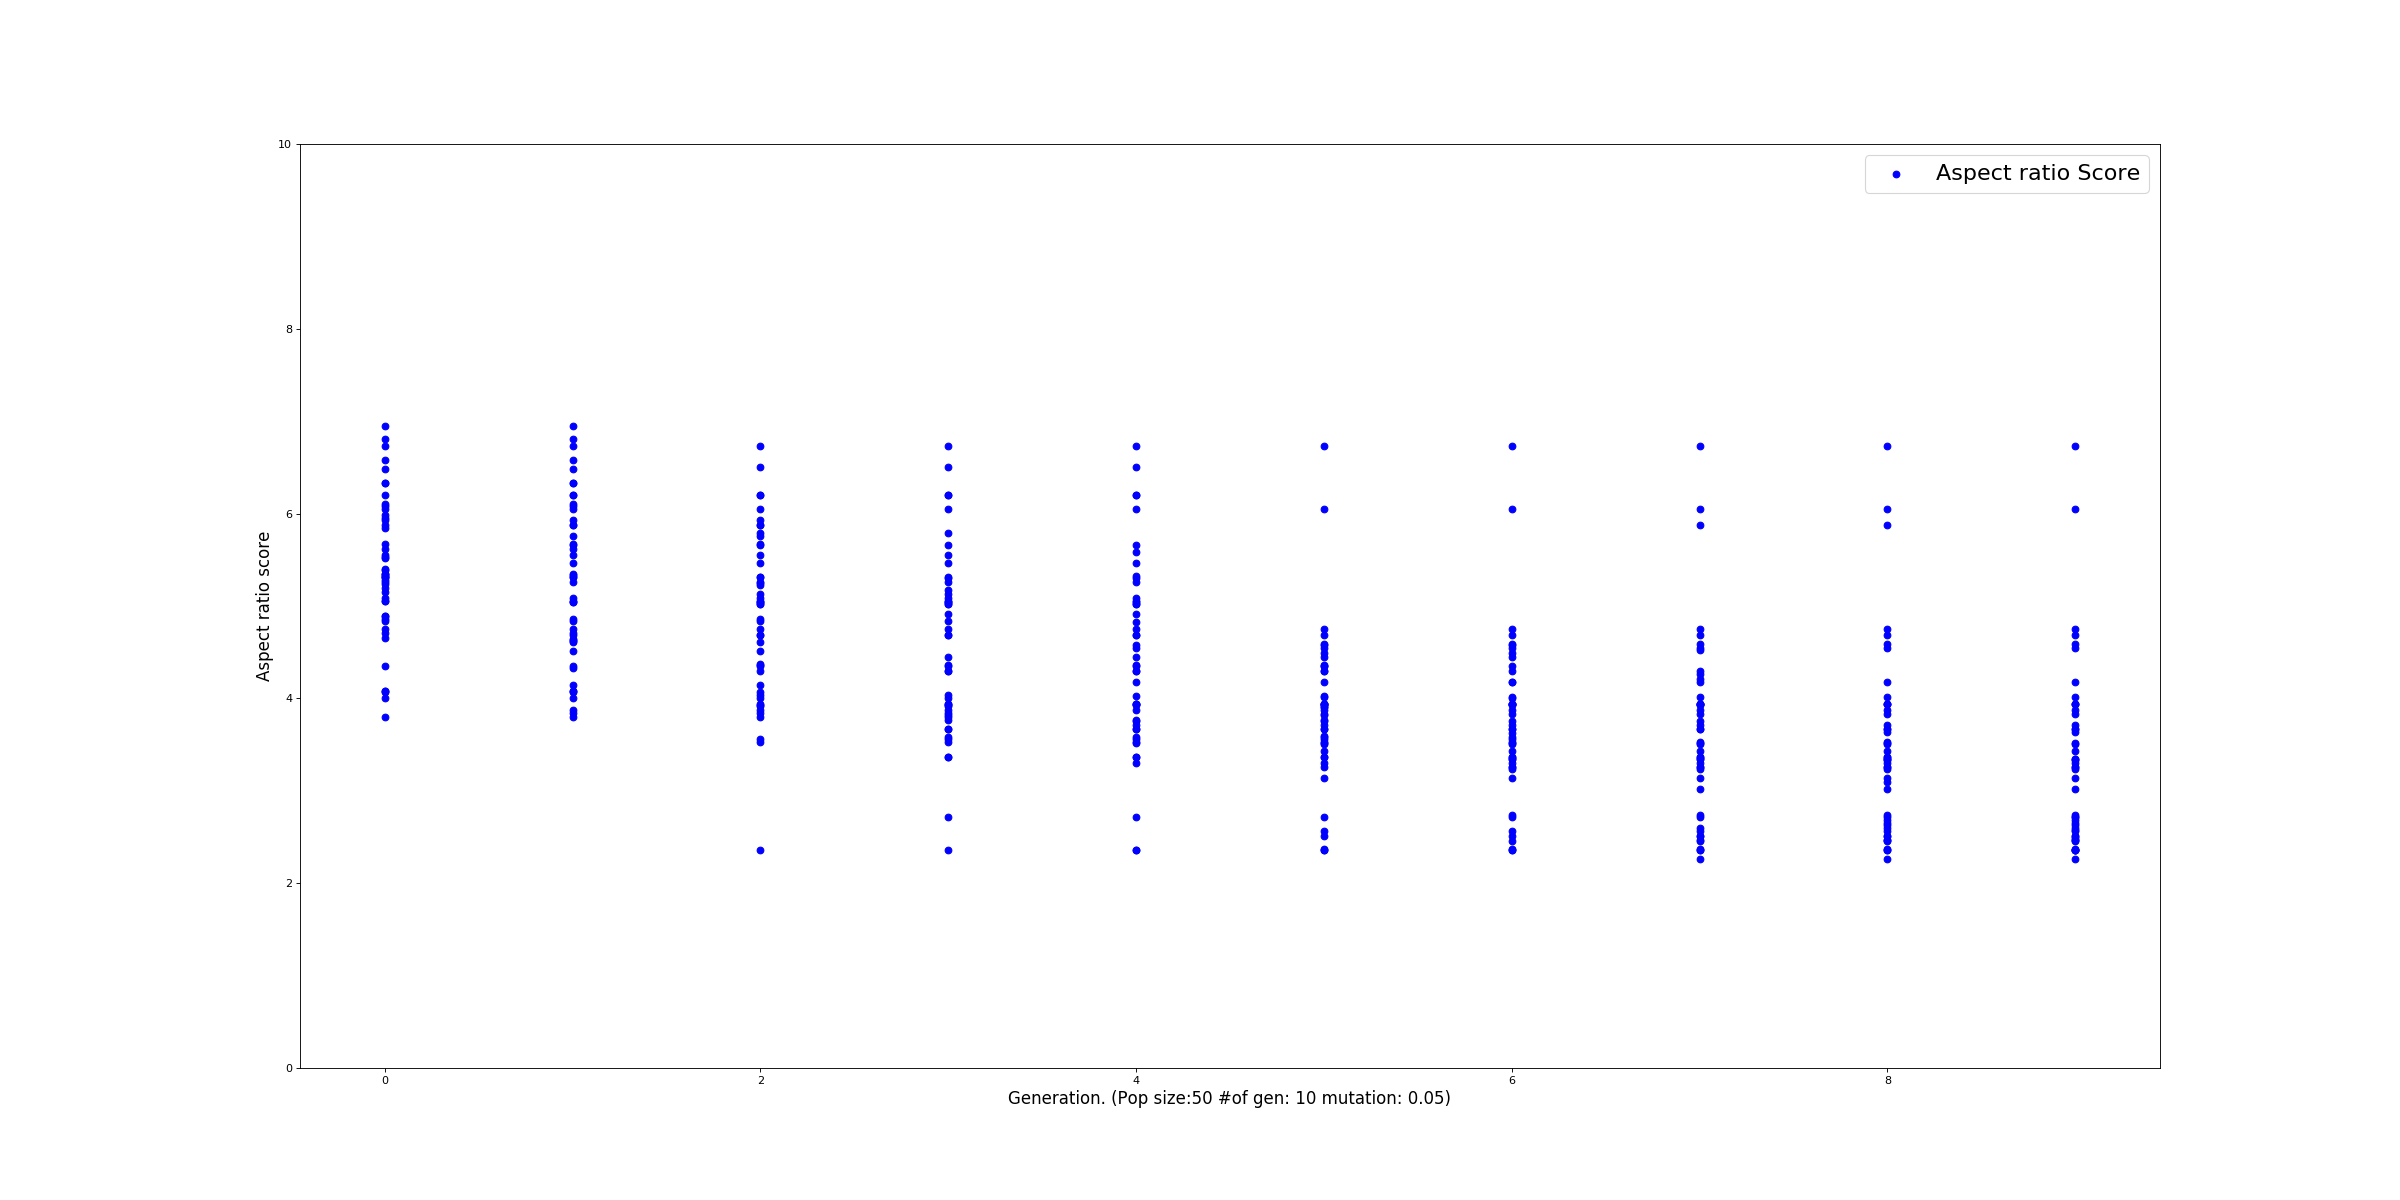 10
Aspect ratio Score
8
6
Aspect ratio score
4
2
0
0 2 4 6 8
Generation. (Pop size:50 #of gen: 10 mutation: 0.05)